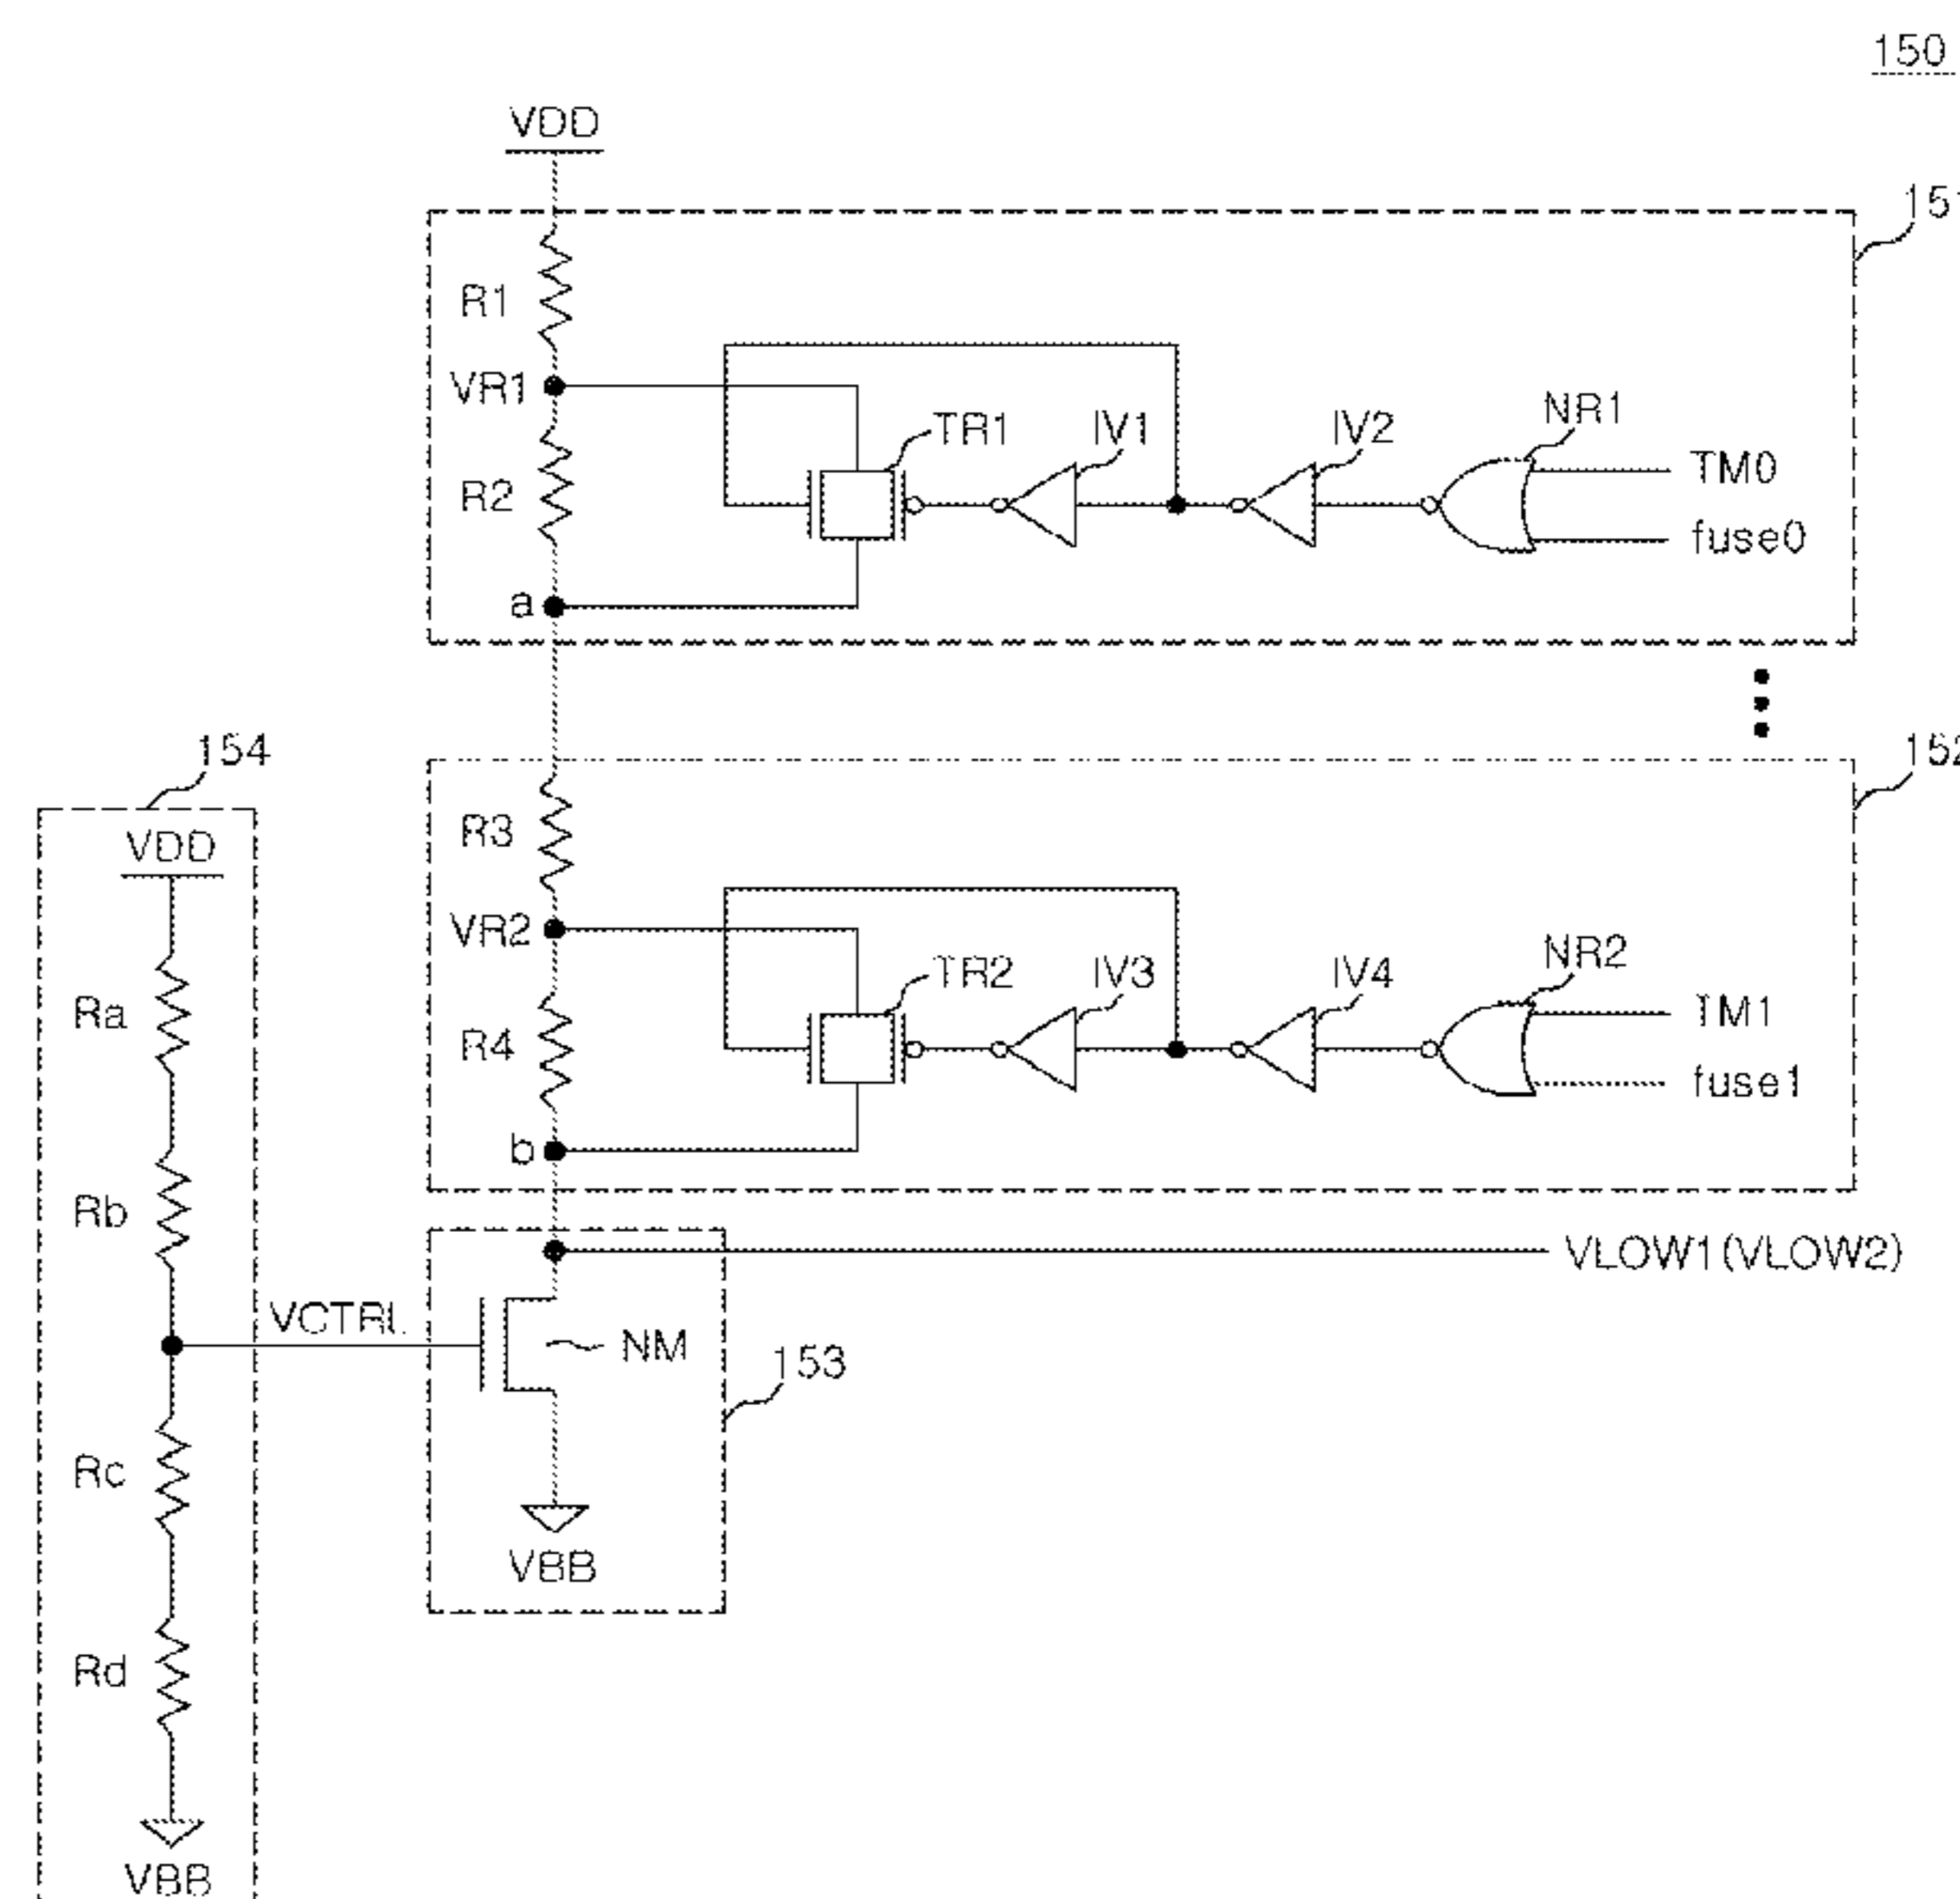 150
VDD
151
R1
VR1
TR1
IV1
IV2
NR1
TM0
R2
fuse0
a
154
152
VDD
R3
VR2
TR2
IV3
IV4
NR2
Ra
TM1
R4
fuse1
b
Rb
VLOW1(VLOW2)
VCTRL
NM
153
Rc
VBB
Rd
VBB